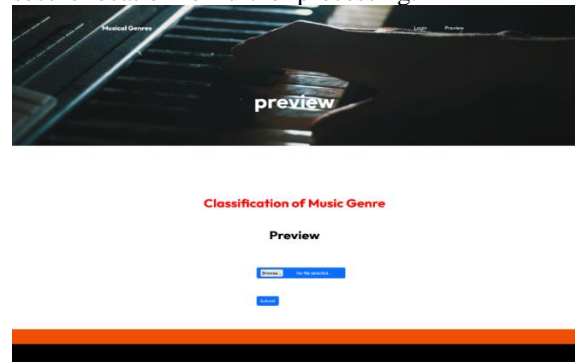 Musical Genres Login Preview
preview
Classification of Music Genre
Preview
Browse... No file selected.
Submit